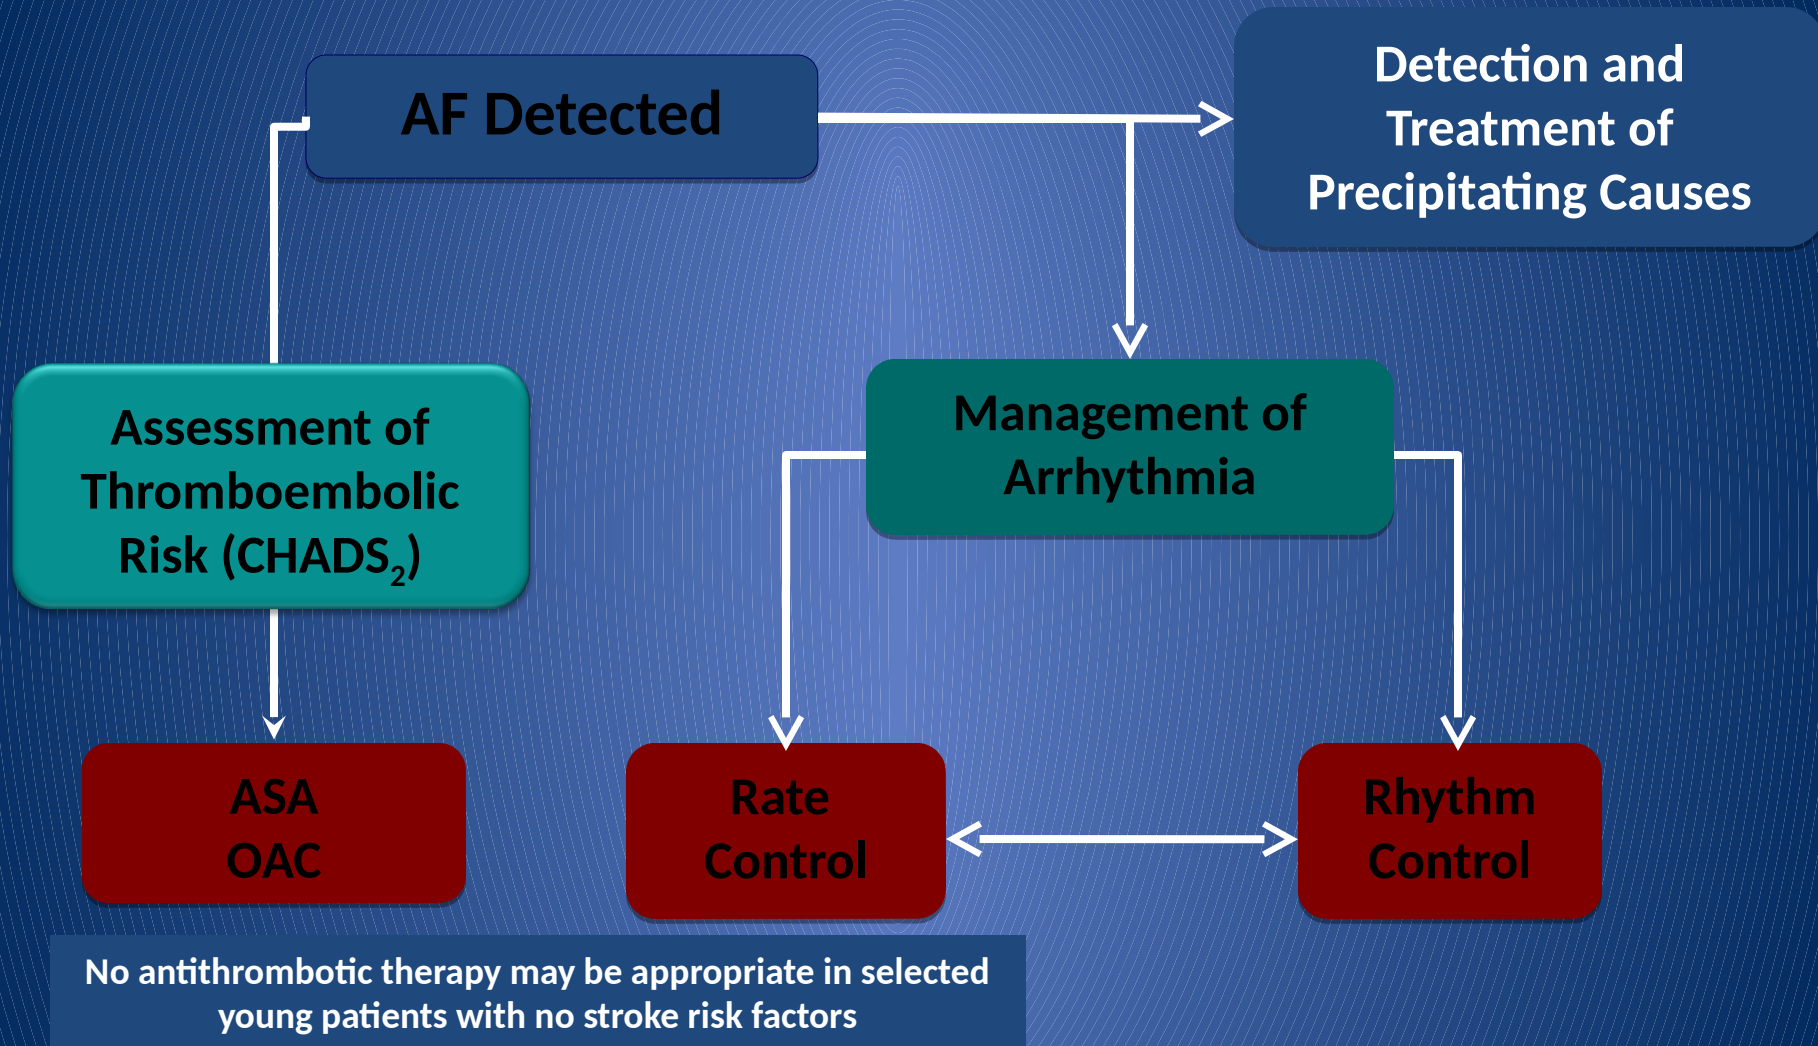 AF Detected
Detection and
Treatment of
Precipitating Causes
Assessment of
Thromboembolic
Risk (CHADS₂)
Management of
Arrhythmia
ASA
OAC
Rate
Control
Rhythm
Control
No antithrombotic therapy may be appropriate in selected
young patients with no stroke risk factors